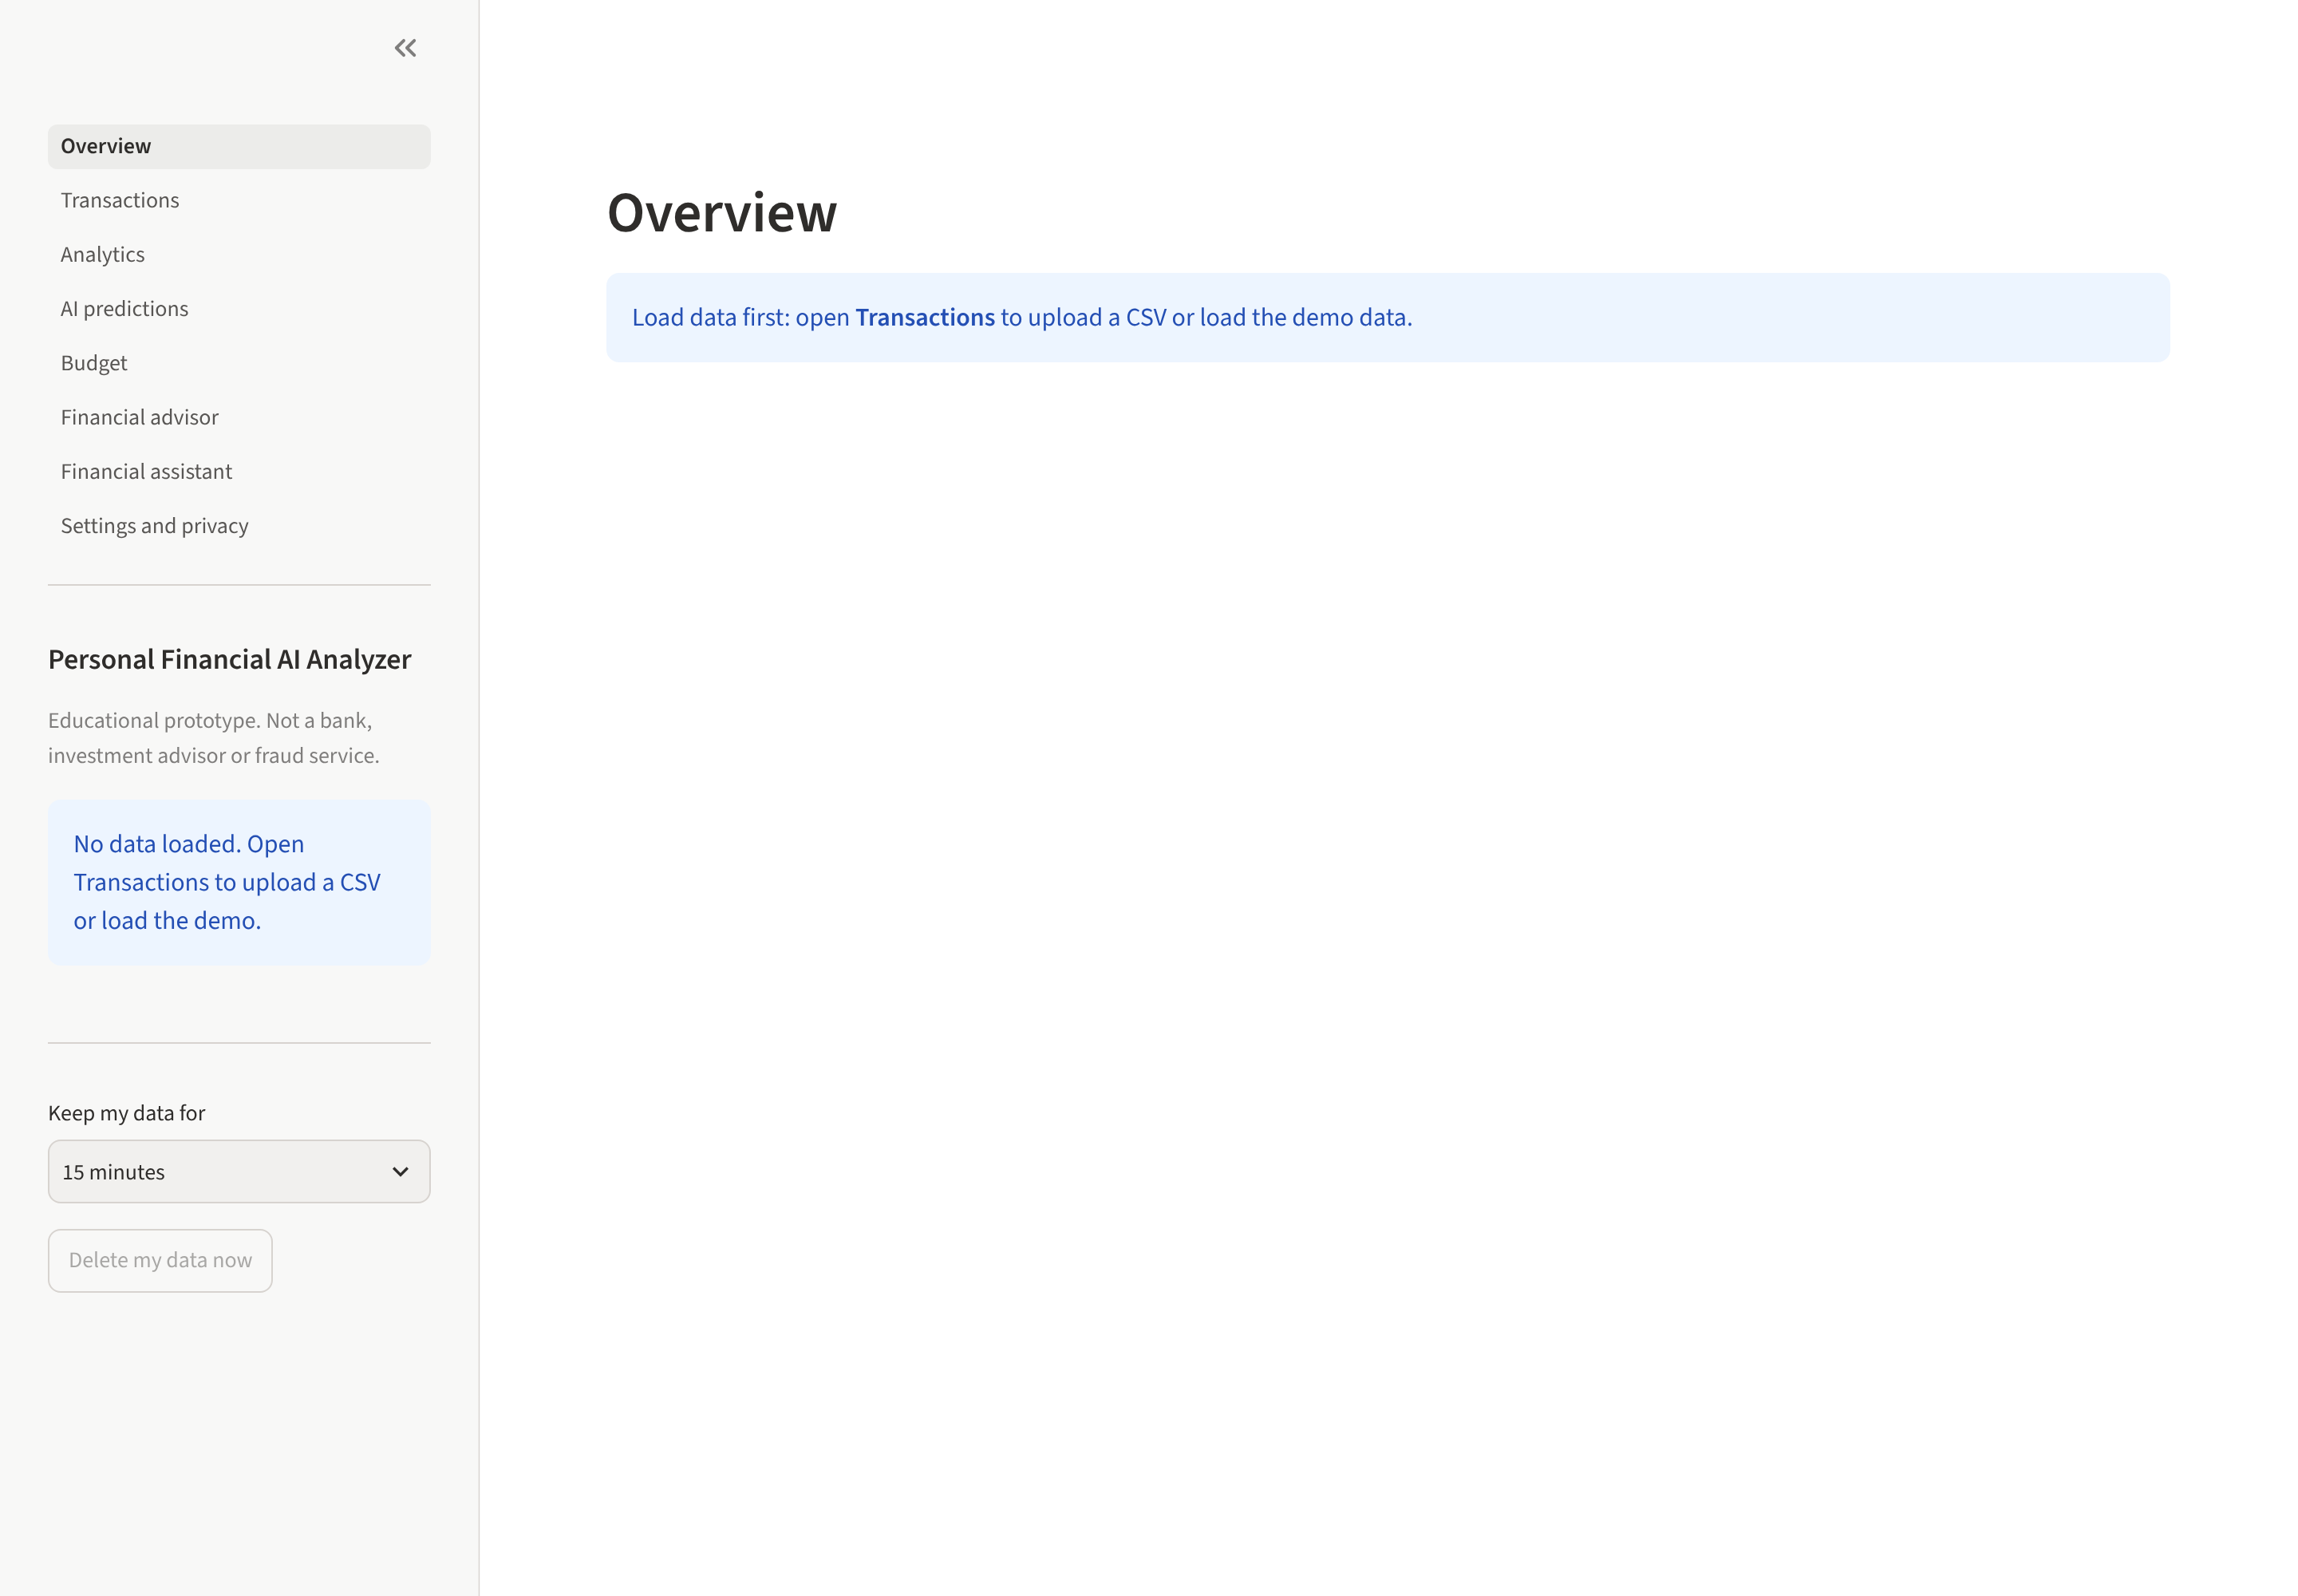 Overview
Transactions
Analytics
AI predictions
Budget
Financial advisor
Financial assistant
Settings and privacy
Personal Financial AI Analyzer
Educational prototype. Not a bank,
investment advisor or fraud service.
No data loaded. Open
Transactions to upload a CSV
or load the demo.
Keep my data for
15 minutes
Delete my data now
Overview
Load data first: open Transactions to upload a CSV or load the demo data.